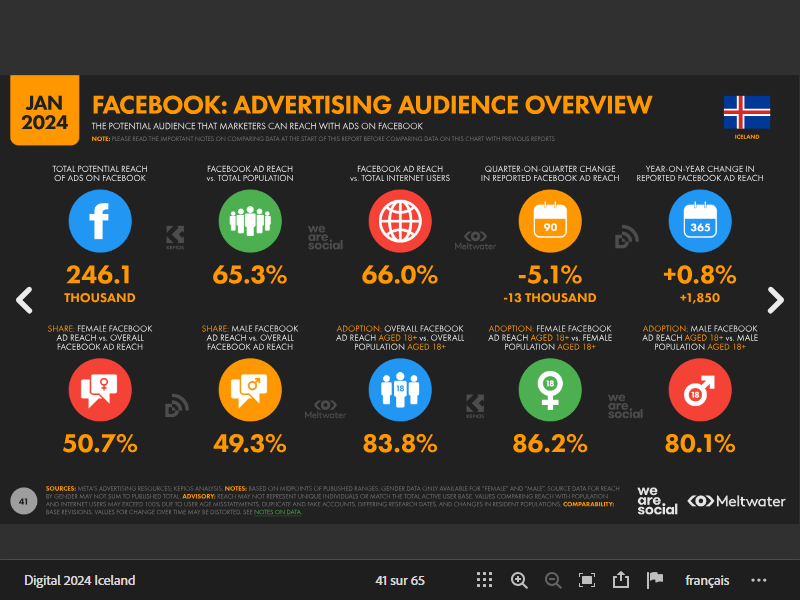 JAN
2024
FACEBOOK: ADVERTISING AUDIENCE OVERVIEW
THE POTENTIAL AUDIENCE THAT MARKETERS CAN REACH WITH ADS ON FACEBOOK
NOTE: PLEASE READ THE IMPORTANT NOTES ON COMPARING DATA AT THE START OF THIS REPORT BEFORE COMPARING DATA ON THIS CHART WITH PREVIOUS REPORTS
ICELAND
TOTAL POTENTIAL REACH
OF ADS ON FACEBOOK
246.1
THOUSAND
FACEBOOK AD REACH
vs. TOTAL POPULATION
65.3%
FACEBOOK AD REACH
vs. TOTAL INTERNET USERS
66.0%
QUARTER-ON-QUARTER CHANGE
IN REPORTED FACEBOOK AD REACH
90
-5.1%
-13 THOUSAND
YEAR-ON-YEAR CHANGE IN
REPORTED FACEBOOK AD REACH
365
+0.8%
+1,850
KEPIOS
we
are.
social
Meltwater
SHARE: FEMALE FACEBOOK
AD REACH vs. OVERALL
FACEBOOK AD REACH
50.7%
SHARE: MALE FACEBOOK
AD REACH vs. OVERALL
FACEBOOK AD REACH
49.3%
ADOPTION: OVERALL FACEBOOK
AD REACH AGED 18+ vs. OVERALL
POPULATION AGED 18+
18
83.8%
ADOPTION: FEMALE FACEBOOK
AD REACH AGED 18+ vs. FEMALE
POPULATION AGED 18+
18
86.2%
ADOPTION: MALE FACEBOOK
AD REACH AGED 18+ vs. MALE
POPULATION AGED 18+
18
80.1%
Meltwater
KEPIOS
we
are.
social
41
SOURCES: META'S ADVERTISING RESOURCES; KEPIOS ANALYSIS. NOTES: BASED ON MIDPOINTS OF PUBLISHED RANGES. GENDER DATA ONLY AVAILABLE FOR "FEMALE" AND "MALE". SOURCE DATA FOR REACH
BY GENDER MAY NOT SUM TO PUBLISHED TOTAL. ADVISORY: REACH MAY NOT REPRESENT UNIQUE INDIVIDUALS OR MATCH THE TOTAL ACTIVE USER BASE. VALUES COMPARING REACH WITH POPULATION
AND INTERNET USERS MAY EXCEED 100% DUE TO USER AGE MISSTATEMENTS, DUPLICATE AND FAKE ACCOUNTS, DIFFERING RESEARCH DATES, AND CHANGES IN RESIDENT POPULATIONS. COMPARABILITY:
BASE REVISIONS. VALUES FOR CHANGE OVER TIME MAY BE DISTORTED. SEE NOTES ON DATA.
we
are.
social
Meltwater
Digital 2024 Iceland
41 sur 65
français